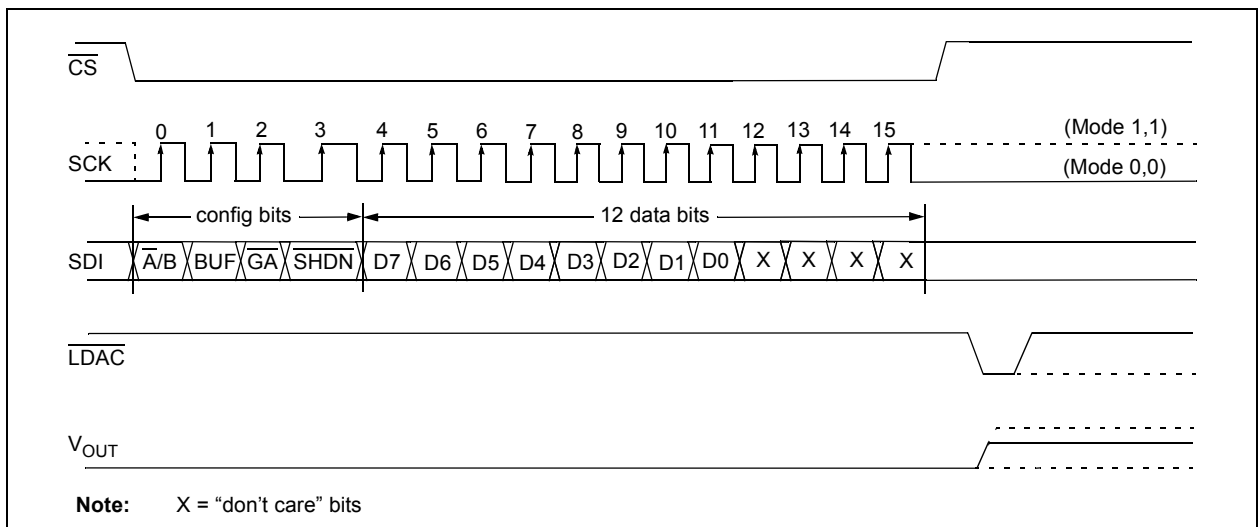 CS
0 1 2 3 4 5 6 7 8 9 10 11 12 13 14 15 (Mode 1,1)
SCK (Mode 0,0)
config bits 12 data bits
SDI A/B BUF GA SHDN D7 D6 D5 D4 D3 D2 D1 D0 X X X X
LDAC
VOUT
Note: X = “don’t care” bits